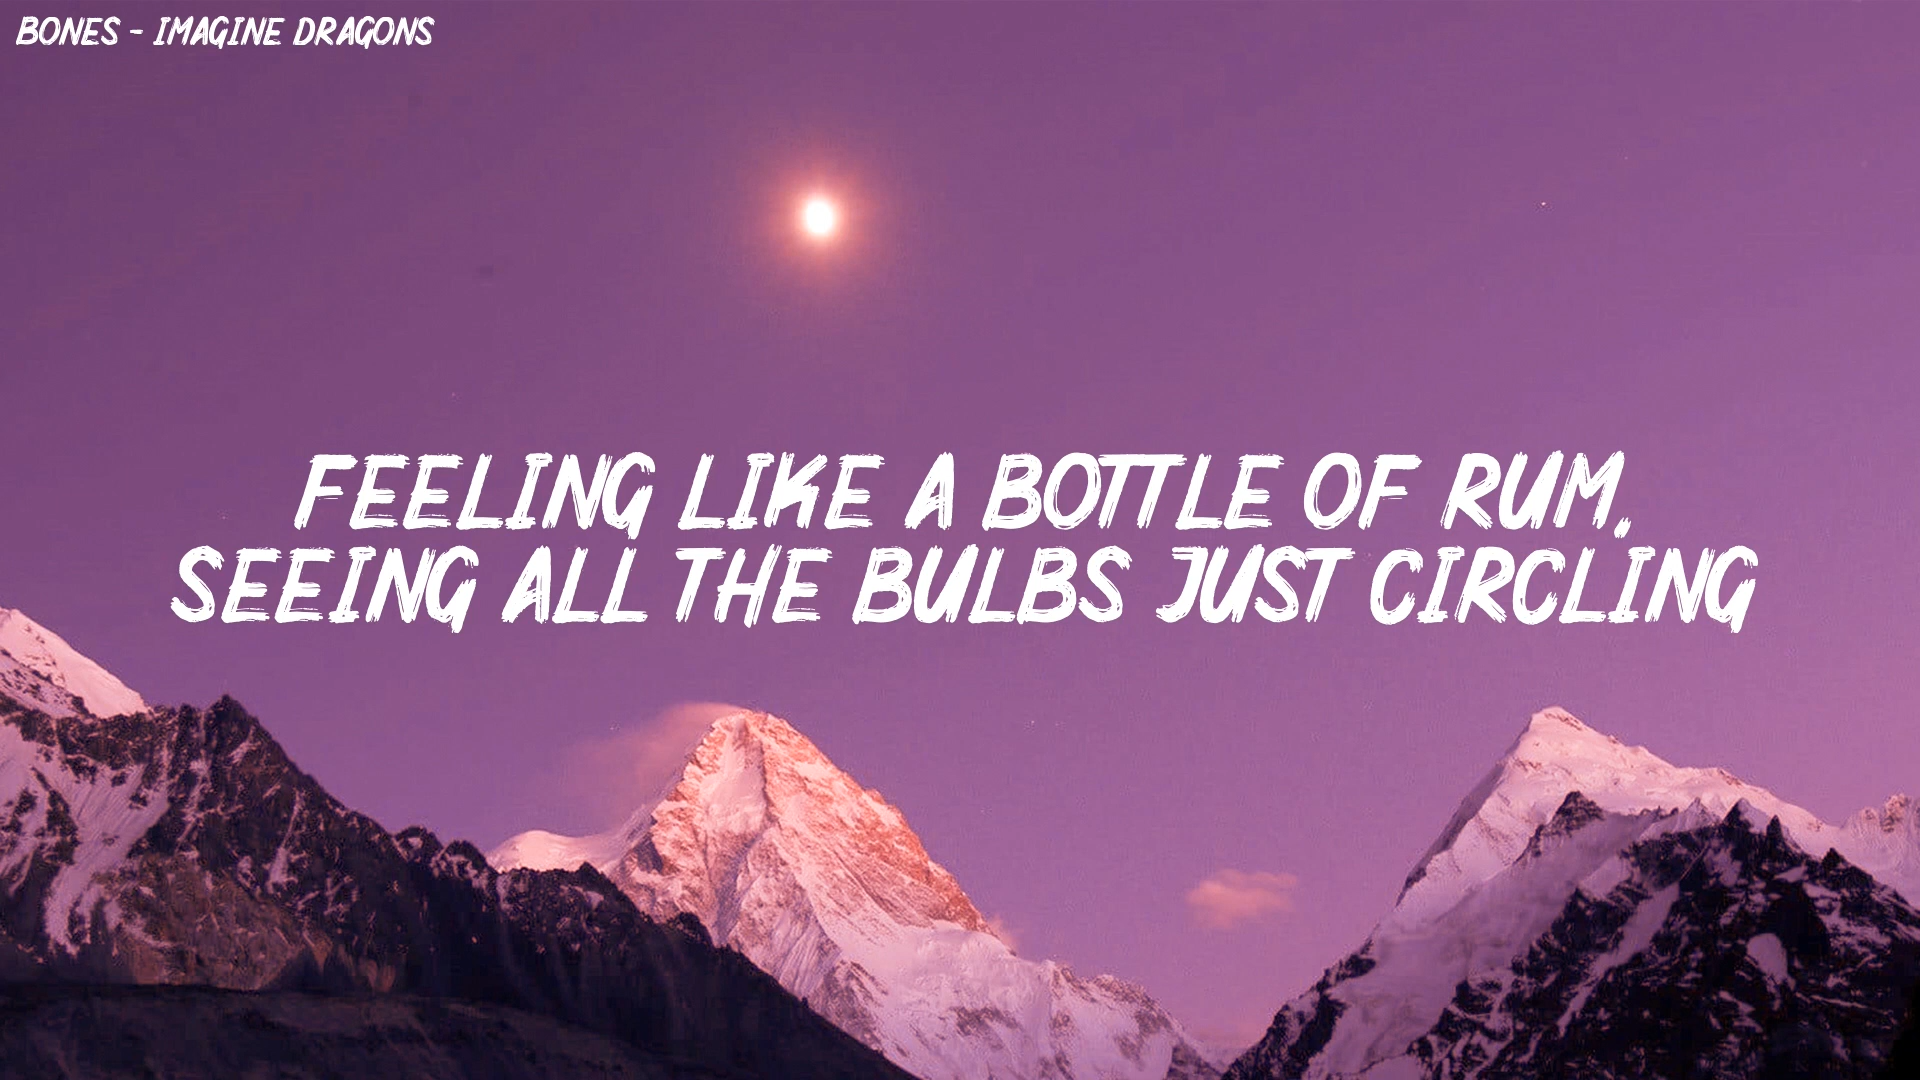 BONES - IMAGINE DRAGONS
FEELING LIKE A BOTTLE OF RUM,
SEEING ALL THE BULBS JUST CIRCLING